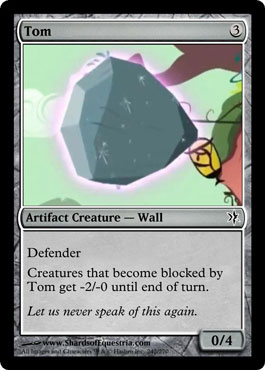 Tom 3
Artifact Creature — Wall
Defender
Creatures that become blocked by
Tom get -2/-0 until end of turn.
Let us never speak of this again.
www.ShardsofEquestria.com
0/4